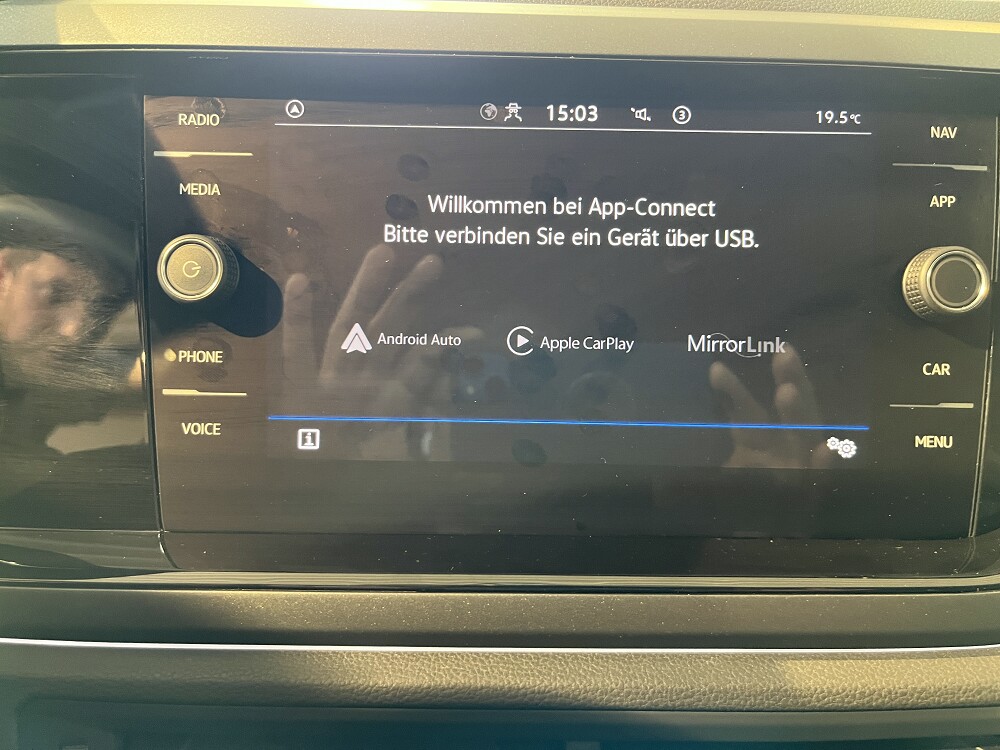 RADIO
MEDIA
PHONE
VOICE
15:03
3
19.5°C
Willkommen bei App-Connect
Bitte verbinden Sie ein Gerät über USB.
Android Auto
Apple CarPlay
MirrorLink
i
NAV
APP
CAR
MENU